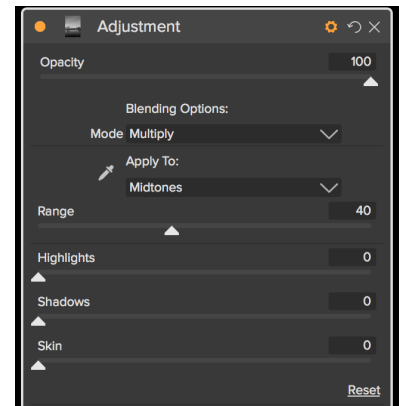 Adjustment
Opacity 100
Blending Options:
Mode Multiply
Apply To:
Midtones
Range 40
Highlights 0
Shadows 0
Skin 0
Reset